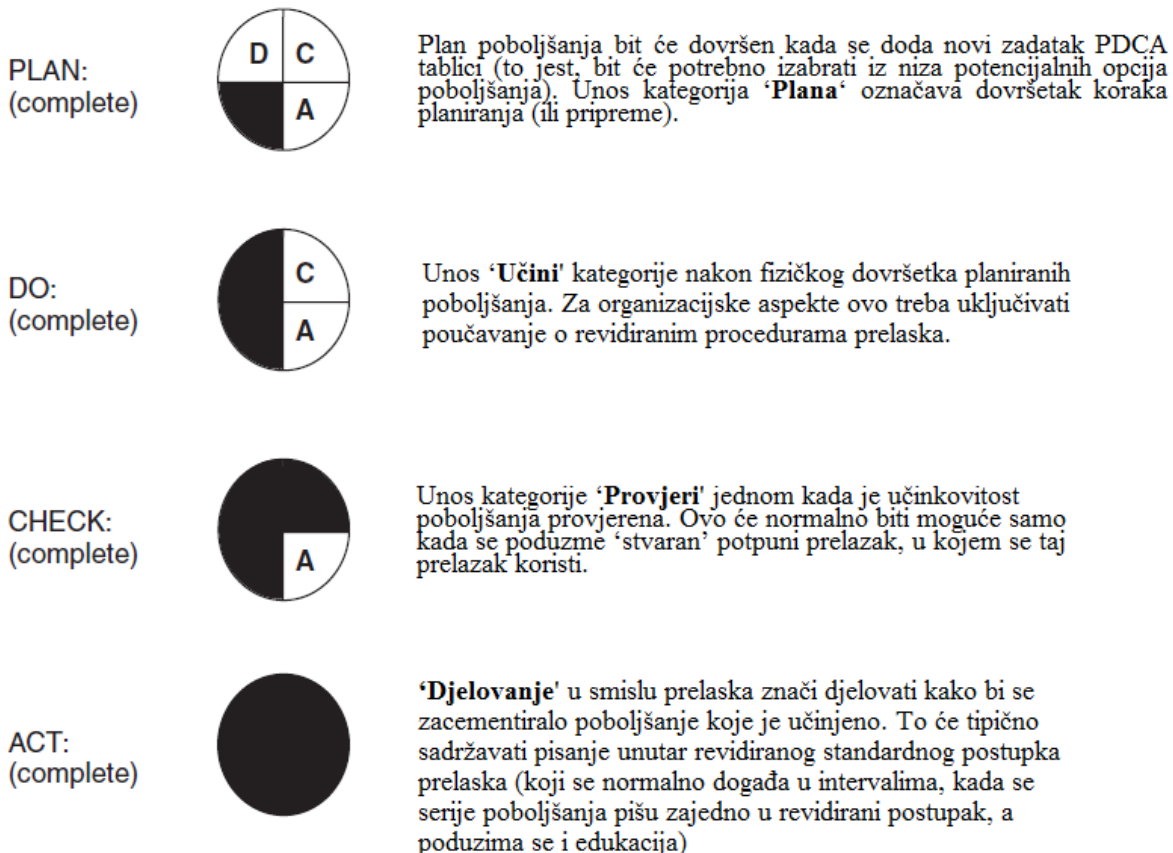 PLAN:
(complete)
D C
A
Plan poboljšanja bit će dovršen kada se doda novi zadatak PDCA
tablici (to jest, bit će potrebno izabrati iz niza potencijalnih opcija
poboljšanja). Unos kategorija ‘Plana‘ označava dovršetak koraka
planiranja (ili pripreme).
DO:
(complete)
C
A
Unos ‘Učini' kategorije nakon fizičkog dovršetka planiranih
poboljšanja. Za organizacijske aspekte ovo treba uključivati
poučavanje o revidiranim procedurama prelaska.
CHECK:
(complete)
A
Unos kategorije ‘Provjeri' jednom kada je učinkovitost
poboljšanja provjerena. Ovo će normalno biti moguće samo
kada se poduzme ‘stvaran’ potpuni prelazak, u kojem se taj
prelazak koristi.
ACT:
(complete)
‘Djelovanje' u smislu prelaska znači djelovati kako bi se
zacementiralo poboljšanje koje je učinjeno. To će tipično
sadržavati pisanje unutar revidiranog standardnog postupka
prelaska (koji se normalno događa u intervalima, kada se
serije poboljšanja pišu zajedno u revidirani postupak, a
poduzima se i edukacija)